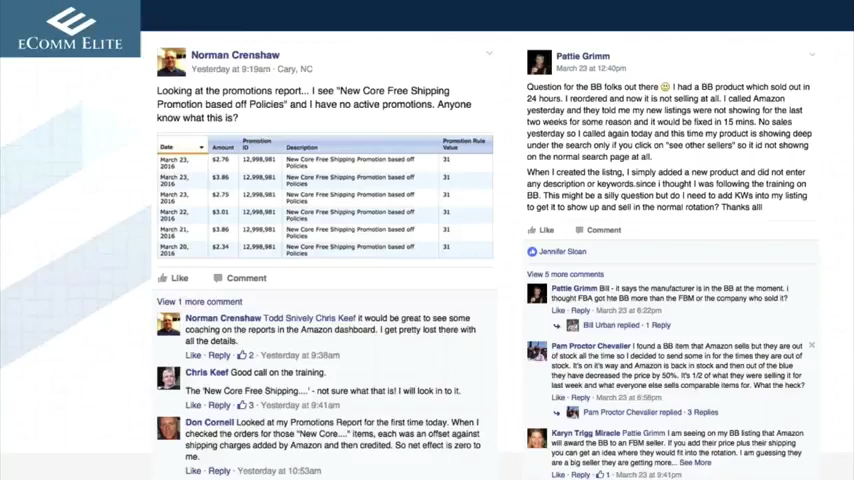 eCOMM ELITE
Norman Crenshaw
Yesterday at 9:19am · Cary, NC
Looking at the promotions report... I see "New Core Free Shipping
Promotion based off Policies" and I have no active promotions. Anyone
know what this is?
Date Amount Promotion ID Description Promotion Rule Value
March 23, 2016 $2.76 12,998,981 New Core Free Shipping Promotion based off Policies 31
March 23, 2016 $3.86 12,998,981 New Core Free Shipping Promotion based off Policies 31
March 23, 2016 $2.75 12,998,981 New Core Free Shipping Promotion based off Policies 31
March 22, 2016 $3.01 12,998,981 New Core Free Shipping Promotion based off Policies 31
March 21, 2016 $3.86 12,998,981 New Core Free Shipping Promotion based off Policies 31
March 20, 2016 $2.34 12,998,981 New Core Free Shipping Promotion based off Policies 31
Like Comment
View 1 more comment
Norman Crenshaw Todd Snively Chris Keef it would be great to see some
coaching on the reports in the Amazon dashboard. I get pretty lost there with
all the details.
Like · Reply · 2 · Yesterday at 9:38am
Chris Keef Good call on the training.
The 'New Core Free Shipping....' - not sure what that is! I will look in to it.
Like · Reply · 3 · Yesterday at 9:41am
Don Cornell Looked at my Promotions Report for the first time today. When I
checked the orders for those "New Core...." items, each was an offset against
shipping charges added by Amazon and then credited. So net effect is zero to
me.
Like · Reply · Yesterday at 10:53am
Pattie Grimm
March 23 at 12:40pm
Question for the BB folks out there I had a BB product which sold out in
24 hours. I reordered and now it is not selling at all. I called Amazon
yesterday and they told me my new listings were not showing for the last
two weeks for some reason and it would be fixed in 15 mins. No sales
yesterday so I called again today and this time my product is showing deep
under the search only if you click on "see other sellers" so it id not showng
on the normal search page at all.
When I created the listng, I simply added a new product and did not enter
any description or keywords.since i thought I was following the training on
BB. This might be a silly question but do I need to add KWs into my listing
to get it to show up and sell in the normal rotation? Thanks all!
Like Comment
Jennifer Sloan
View 5 more comments
Pattie Grimm Bill - it says the manufacturer is in the BB at the moment. i
thought FBA got hte BB more than the FBM or the company who sold it?
Like · Reply · March 23 at 6:22pm
Bill Urban replied · 1 Reply
Pam Proctor Chevalier I found a BB item that Amazon sells but they are out of
stock all the time so I decided to send some in for the times they are out of
stock. It's on it's way and Amazon is back in stock and then out of the blue
they have decreased the price by 50%. It's 1/2 of what they were selling it for
last week and what everyone else sells comparable items for. What the heck?
Like · Reply · March 23 at 6:58pm
Pam Proctor Chevalier replied · 3 Replies
Karyn Trigg Miracle Pattie Grimm I am seeing on my BB listing that Amazon
will award the BB to an FBM seller. If you add their price plus their shipping
you can get an idea where they would fit into the rotation. I am guessing they
are a big seller they are getting more... See More
Like · Reply · 1 · March 23 at 9:41pm